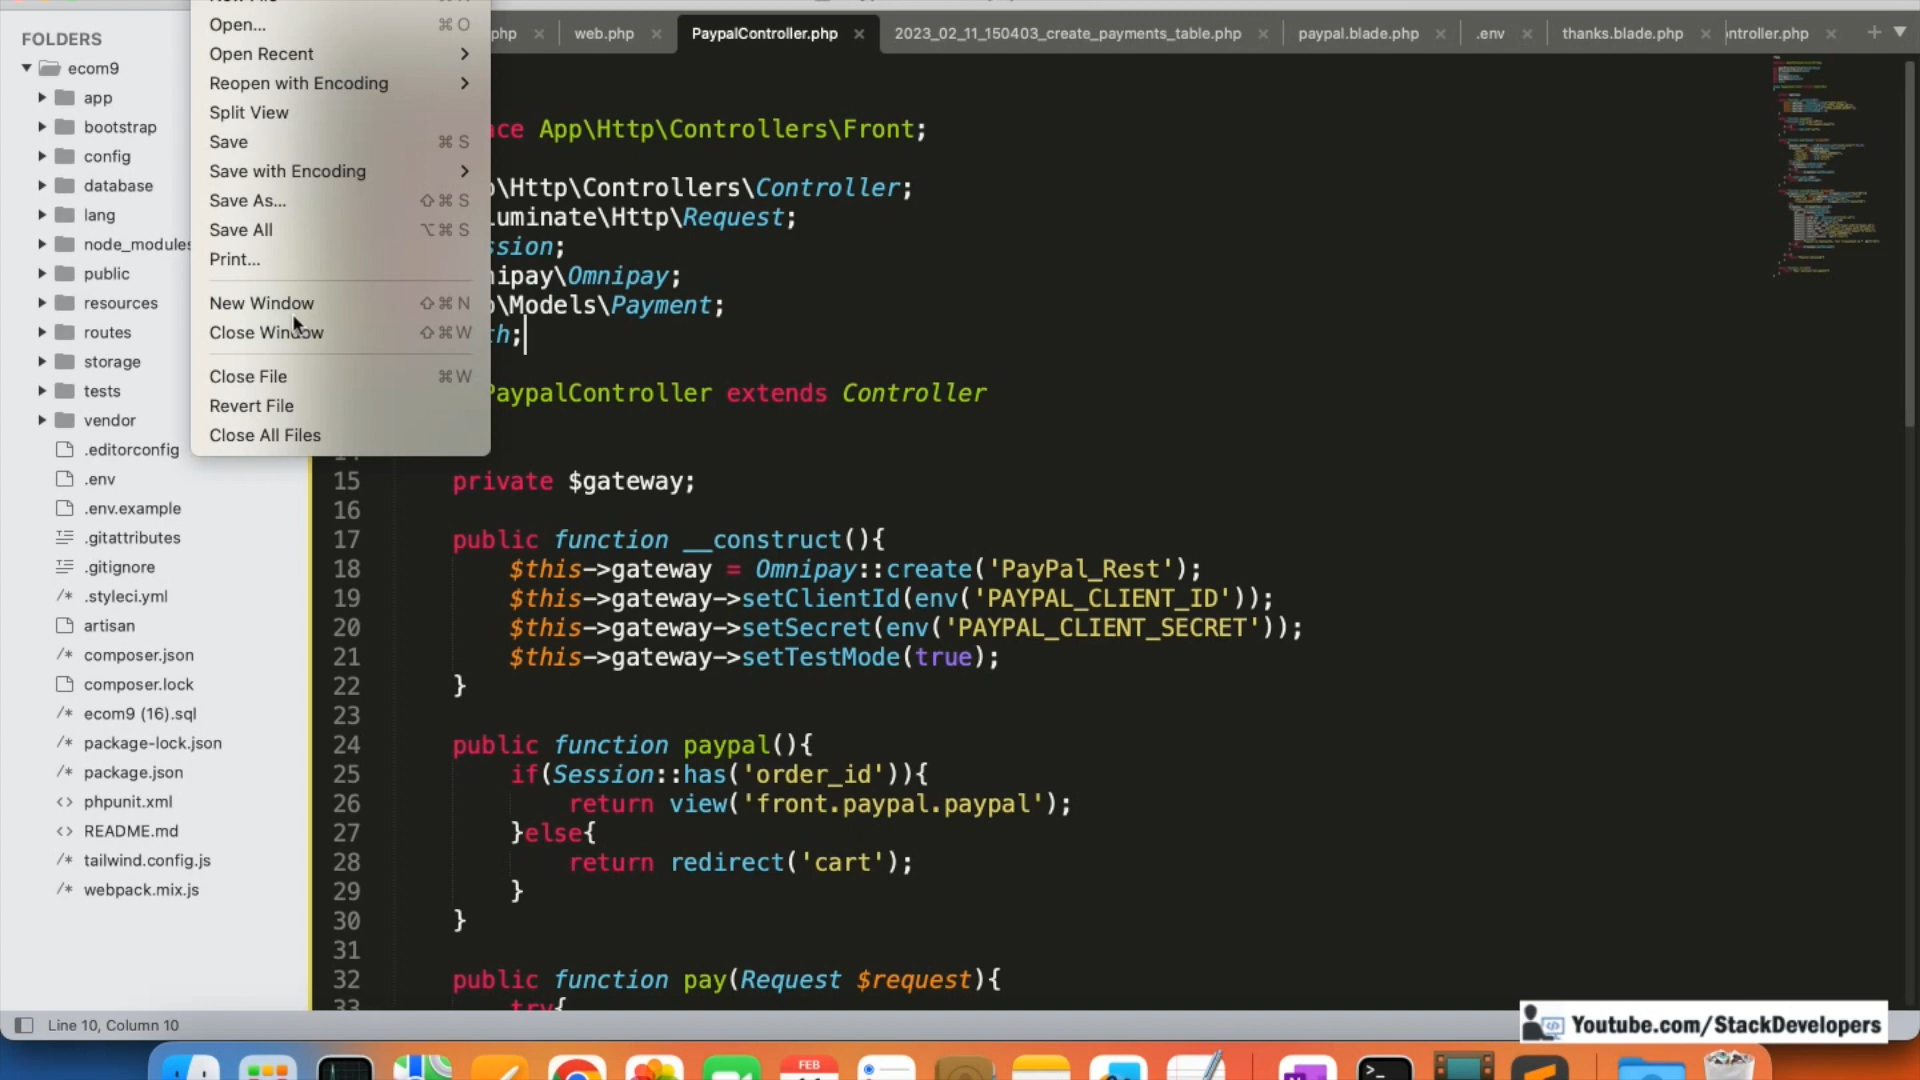 Open... ⌘ O
Open Recent
Reopen with Encoding
Split View
Save ⌘ S
Save with Encoding
Save As... ⇧⌘ S
Save All ⌥⌘ S
Print...
New Window ⇧⌘ N
Close Window ⇧⌘ W
Close File ⌘ W
Revert File
Close All Files
FOLDERS
ecom9
app
bootstrap
config
database
lang
node_modules
public
resources
routes
storage
tests
vendor
.editorconfig
.env
.env.example
.gitattributes
.gitignore
/* .styleci.yml
artisan
/* composer.json
composer.lock
/* ecom9 (16).sql
/* package-lock.json
/* package.json
<> phpunit.xml
<> README.md
/* tailwind.config.js
/* webpack.mix.js
php
web.php
PaypalController.php
2023_02_11_150403_create_payments_table.php
paypal.blade.php
.env
thanks.blade.php
ntroller.php
ce App\Http\Controllers\Front;
\Http\Controllers\Controller;
luminate\Http\Request;
ssion;
nipay\Omnipay;
\Models\Payment;
th;
PaypalController extends Controller
15 private $gateway;
16
17 public function __construct(){
18 $this->gateway = Omnipay::create('PayPal_Rest');
19 $this->gateway->setClientId(env('PAYPAL_CLIENT_ID'));
20 $this->gateway->setSecret(env('PAYPAL_CLIENT_SECRET'));
21 $this->gateway->setTestMode(true);
22 }
23
24 public function paypal(){
25 if(Session::has('order_id')){
26 return view('front.paypal.paypal');
27 }else{
28 return redirect('cart');
29 }
30 }
31
32 public function pay(Request $request){
33 try{
Line 10, Column 10
Youtube.com/StackDevelopers
FEB